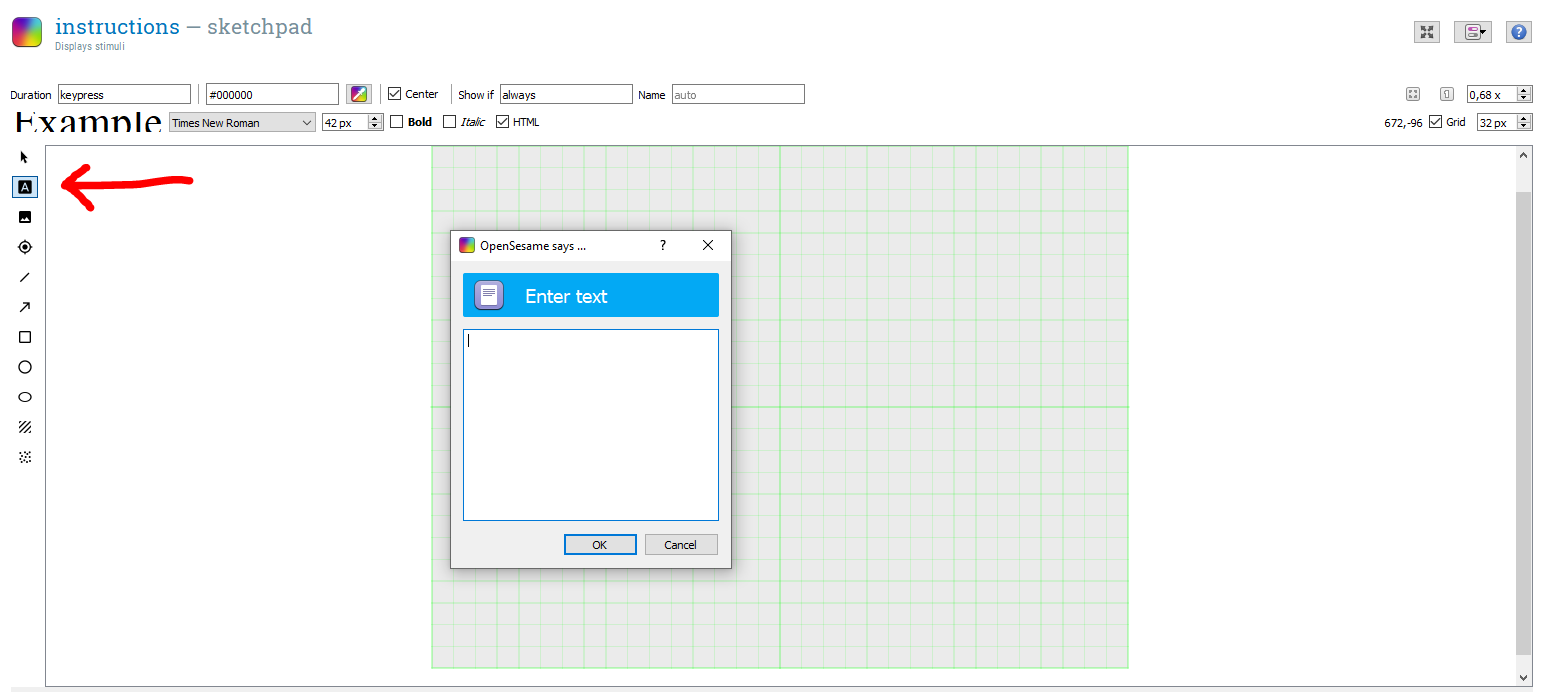 instructions — sketchpad
Displays stimuli
Duration keypress #000000 Center Show if always Name auto 0,68 x
Example Times New Roman 42 px Bold Italic HTML 672,-96 Grid 32 px
A
OpenSesame says ... ?
Enter text
OK Cancel